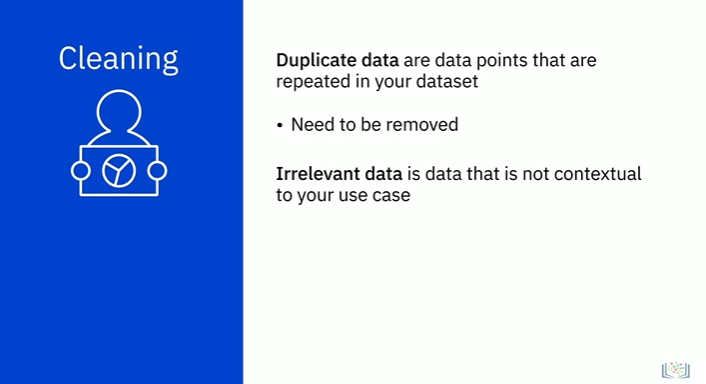 Cleaning
Duplicate data are data points that are
repeated in your dataset
• Need to be removed
Irrelevant data is data that is not contextual
to your use case